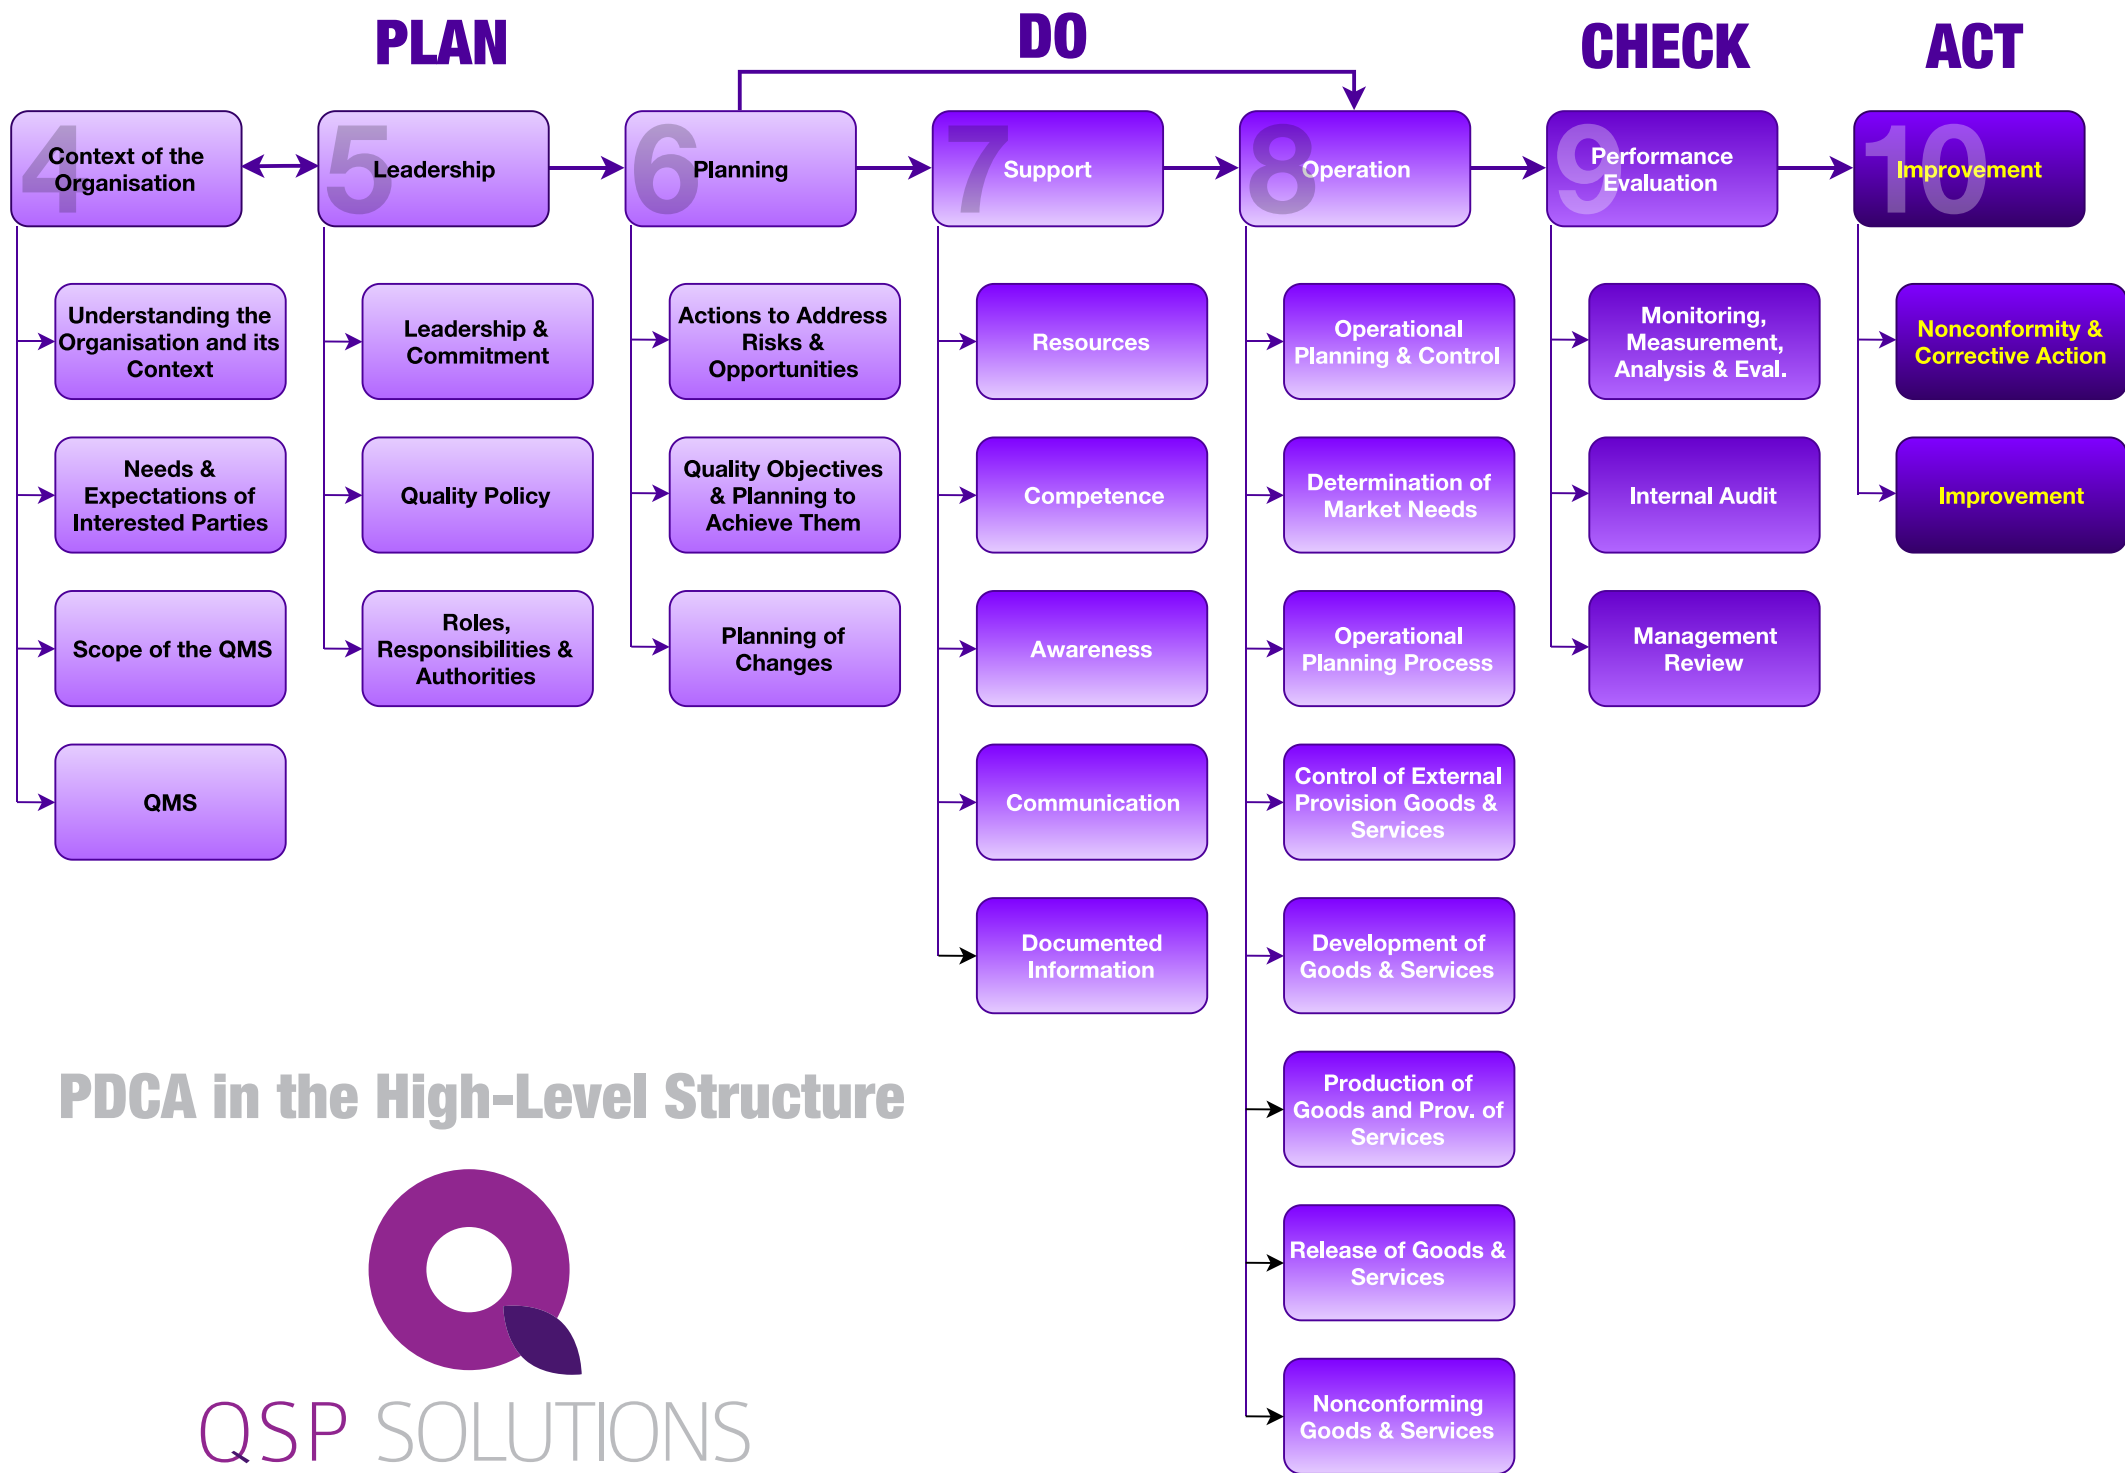 PLAN
DO
CHECK
ACT
4
Context of the
Organisation
5
Leadership
6
Planning
7
Support
8
Operation
9
Performance
Evaluation
10
Improvement
Understanding the
Organisation and its
Context
Needs &
Expectations of
Interested Parties
Scope of the QMS
QMS
Leadership &
Commitment
Quality Policy
Roles,
Responsibilities &
Authorities
Actions to Address
Risks &
Opportunities
Quality Objectives
& Planning to
Achieve Them
Planning of
Changes
Resources
Competence
Awareness
Communication
Documented
Information
Operational
Planning & Control
Determination of
Market Needs
Operational
Planning Process
Control of External
Provision Goods &
Services
Development of
Goods & Services
Production of
Goods and Prov. of
Services
Release of Goods &
Services
Nonconforming
Goods & Services
Monitoring,
Measurement,
Analysis & Eval.
Internal Audit
Management
Review
Nonconformity &
Corrective Action
Improvement
PDCA in the High-Level Structure
QSP SOLUTIONS